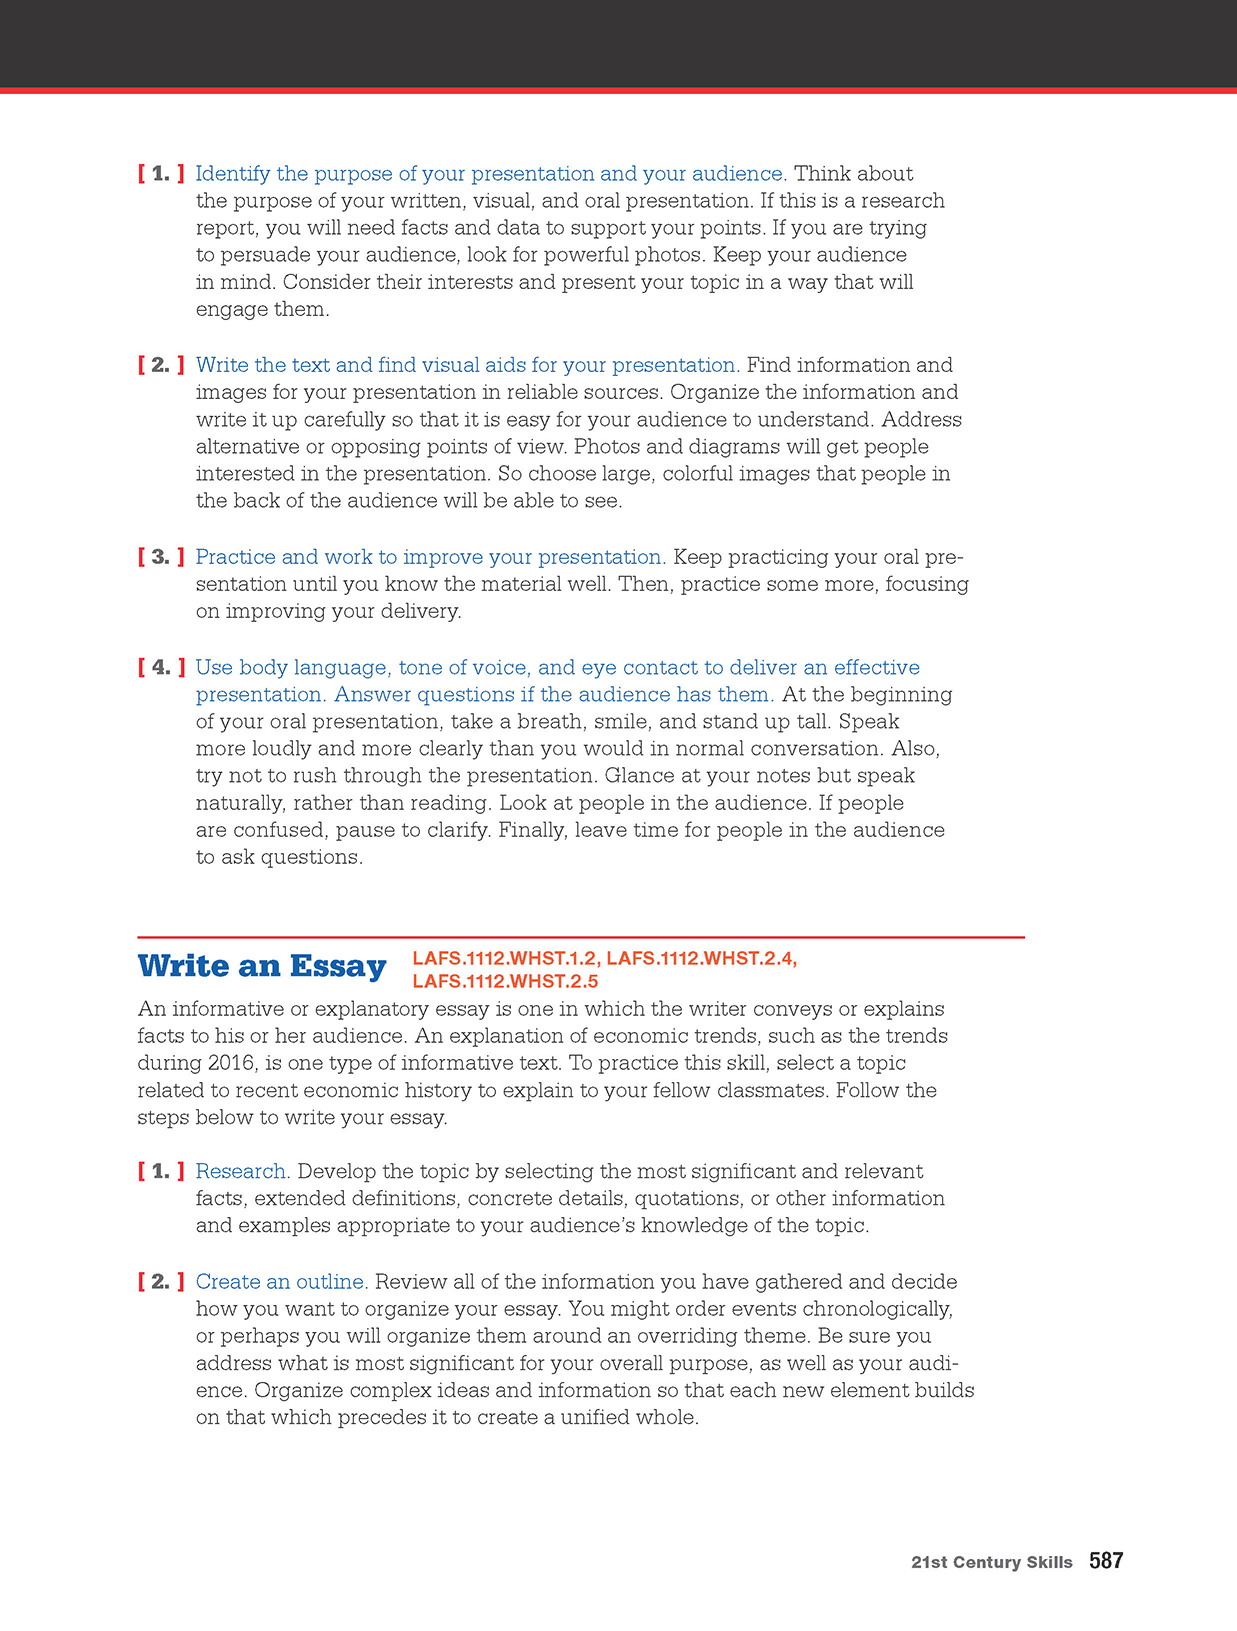 [ 1. ] Identify the purpose of your presentation and your audience. Think about
the purpose of your written, visual, and oral presentation. If this is a research
report, you will need facts and data to support your points. If you are trying
to persuade your audience, look for powerful photos. Keep your audience
in mind. Consider their interests and present your topic in a way that will
engage them.
[ 2. ] Write the text and find visual aids for your presentation. Find information and
images for your presentation in reliable sources. Organize the information and
write it up carefully so that it is easy for your audience to understand. Address
alternative or opposing points of view. Photos and diagrams will get people
interested in the presentation. So choose large, colorful images that people in
the back of the audience will be able to see.
[ 3. ] Practice and work to improve your presentation. Keep practicing your oral pre-
sentation until you know the material well. Then, practice some more, focusing
on improving your delivery.
[ 4. ] Use body language, tone of voice, and eye contact to deliver an effective
presentation. Answer questions if the audience has them. At the beginning
of your oral presentation, take a breath, smile, and stand up tall. Speak
more loudly and more clearly than you would in normal conversation. Also,
try not to rush through the presentation. Glance at your notes but speak
naturally, rather than reading. Look at people in the audience. If people
are confused, pause to clarify. Finally, leave time for people in the audience
to ask questions.
Write an Essay LAFS.1112.WHST.1.2, LAFS.1112.WHST.2.4,
LAFS.1112.WHST.2.5
An informative or explanatory essay is one in which the writer conveys or explains
facts to his or her audience. An explanation of economic trends, such as the trends
during 2016, is one type of informative text. To practice this skill, select a topic
related to recent economic history to explain to your fellow classmates. Follow the
steps below to write your essay.
[ 1. ] Research. Develop the topic by selecting the most significant and relevant
facts, extended definitions, concrete details, quotations, or other information
and examples appropriate to your audience's knowledge of the topic.
[ 2. ] Create an outline. Review all of the information you have gathered and decide
how you want to organize your essay. You might order events chronologically,
or perhaps you will organize them around an overriding theme. Be sure you
address what is most significant for your overall purpose, as well as your audi-
ence. Organize complex ideas and information so that each new element builds
on that which precedes it to create a unified whole.
21st Century Skills 587